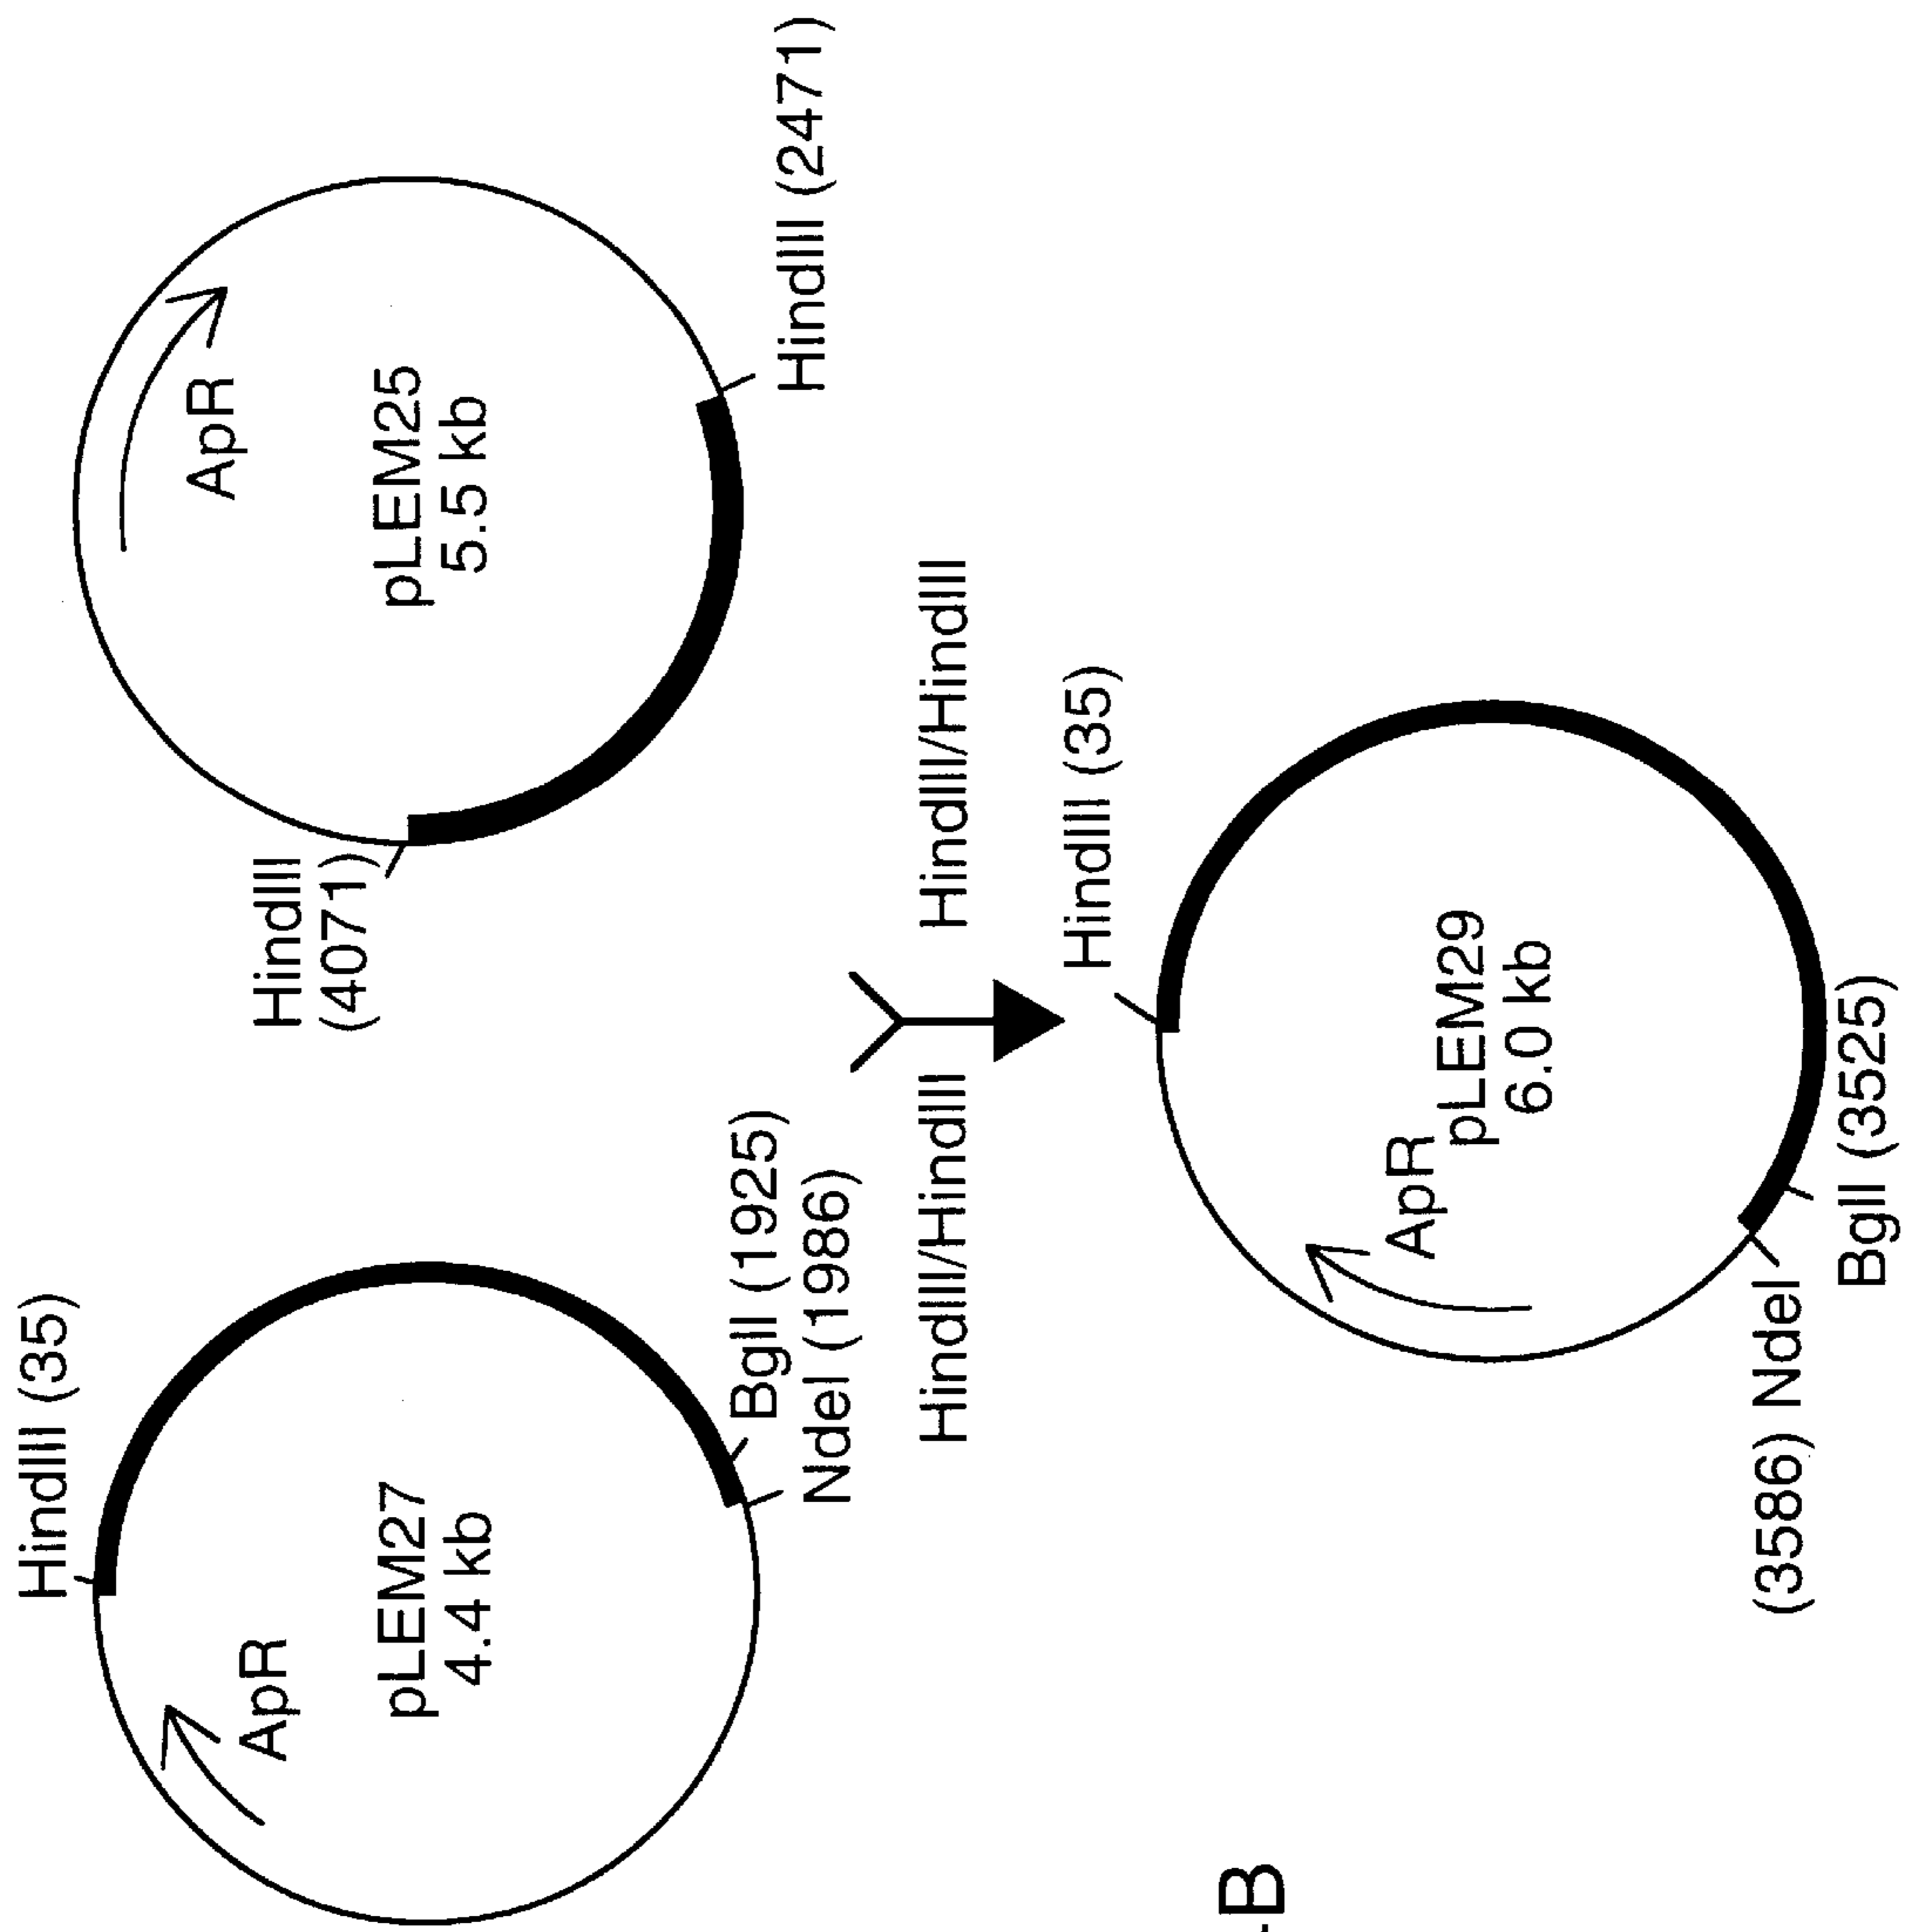 HindIII (35)
ApR
pLEM27
4.4 kb
BglI (1925)
NdeI (1986)
HindIII
(4071)
ApR
pLEM25
5.5 kb
HindIII (2471)
HindIII/HindIII
HindIII/HindIII
HindIII (35)
ApR
pLEM29
6.0 kb
(3586) NdeI
BglI (3525)
-B